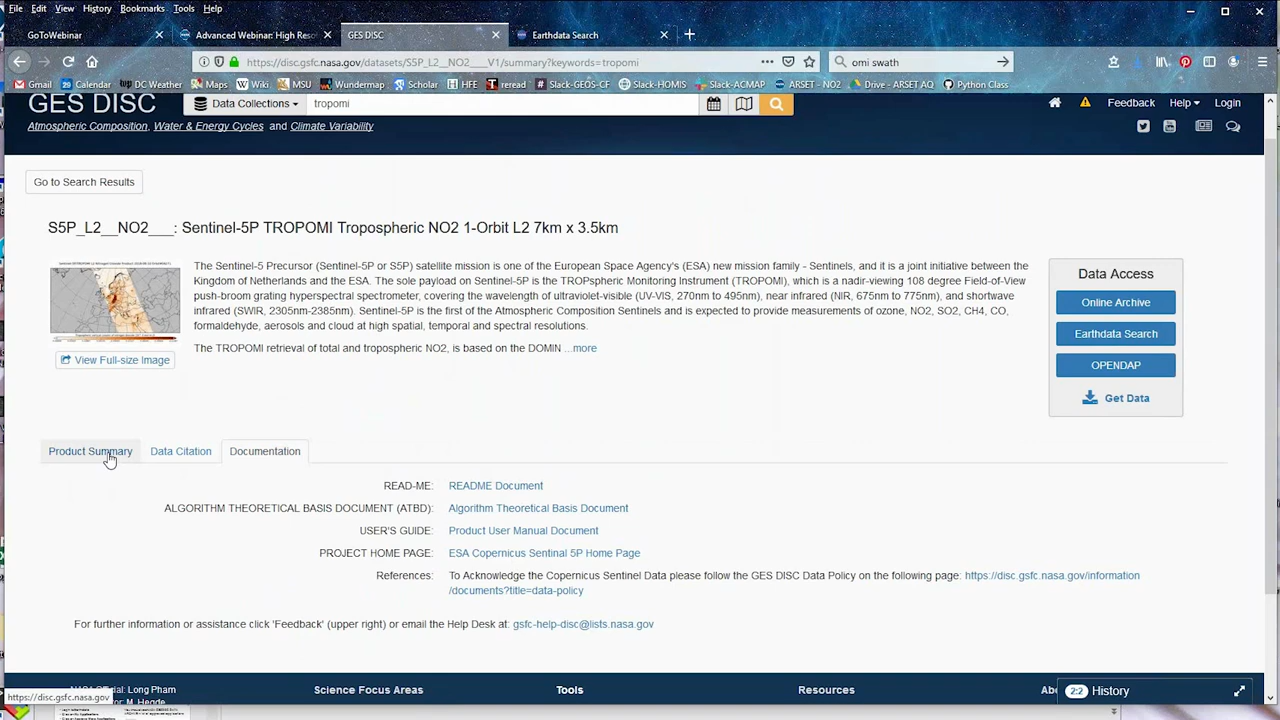 File Edit View History Bookmarks Tools Help
GoToWebinar Advanced Webinar: High Reso GES DISC Earthdata Search
https://disc.gsfc.nasa.gov/datasets/S5P_L2__NO2____V1/summary?keywords=tropomi omi swath
Gmail Calendar DC Weather Maps Wiki MSU Webmail Scholar HFE reread Slack-GEOS-CF Slack-HOMIS Slack-ACMAP ARSET - NO2 Drive - ARSET AQ Python Class
GES DISC Data Collections tropomi Feedback Help Login
Atmospheric Composition, Water & Energy Cycles and Climate Variability
Go to Search Results
S5P_L2__NO2___: Sentinel-5P TROPOMI Tropospheric NO2 1-Orbit L2 7km x 3.5km
The Sentinel-5 Precursor (Sentinel-5P or S5P) satellite mission is one of the European Space Agency's (ESA) new mission family - Sentinels, and it is a joint initiative between the
Kingdom of Netherlands and the ESA. The sole payload on Sentinel-5P is the TROPspheric Monitoring Instrument (TROPOMI), which is a nadir-viewing 108 degree Field-of-View
push-broom grating hyperspectral spectrometer, covering the wavelength of ultraviolet-visible (UV-VIS, 270nm to 495nm), near infrared (NIR, 675nm to 775nm), and shortwave
infrared (SWIR, 2305nm-2385nm). Sentinel-5P is the first of the Atmospheric Composition Sentinels and is expected to provide measurements of ozone, NO2, SO2, CH4, CO,
formaldehyde, aerosols and cloud at high spatial, temporal and spectral resolutions.
The TROPOMI retrieval of total and tropospheric NO2, is based on the DOMIN ...more
View Full-size Image
Data Access
Online Archive
Earthdata Search
OPENDAP
Get Data
Product Summary Data Citation Documentation
READ-ME: README Document
ALGORITHM THEORETICAL BASIS DOCUMENT (ATBD): Algorithm Theoretical Basis Document
USER'S GUIDE: Product User Manual Document
PROJECT HOME PAGE: ESA Copernicus Sentinal 5P Home Page
References: To Acknowledge the Copernicus Sentinel Data please follow the GES DISC Data Policy on the following page: https://disc.gsfc.nasa.gov/information
/documents?title=data-policy
For further information or assistance click 'Feedback' (upper right) or email the Help Desk at: gsfc-help-disc@lists.nasa.gov
Long Pham Science Focus Areas Tools Resources 2:2 History
https://disc.gsfc.nasa.gov M. Hegde